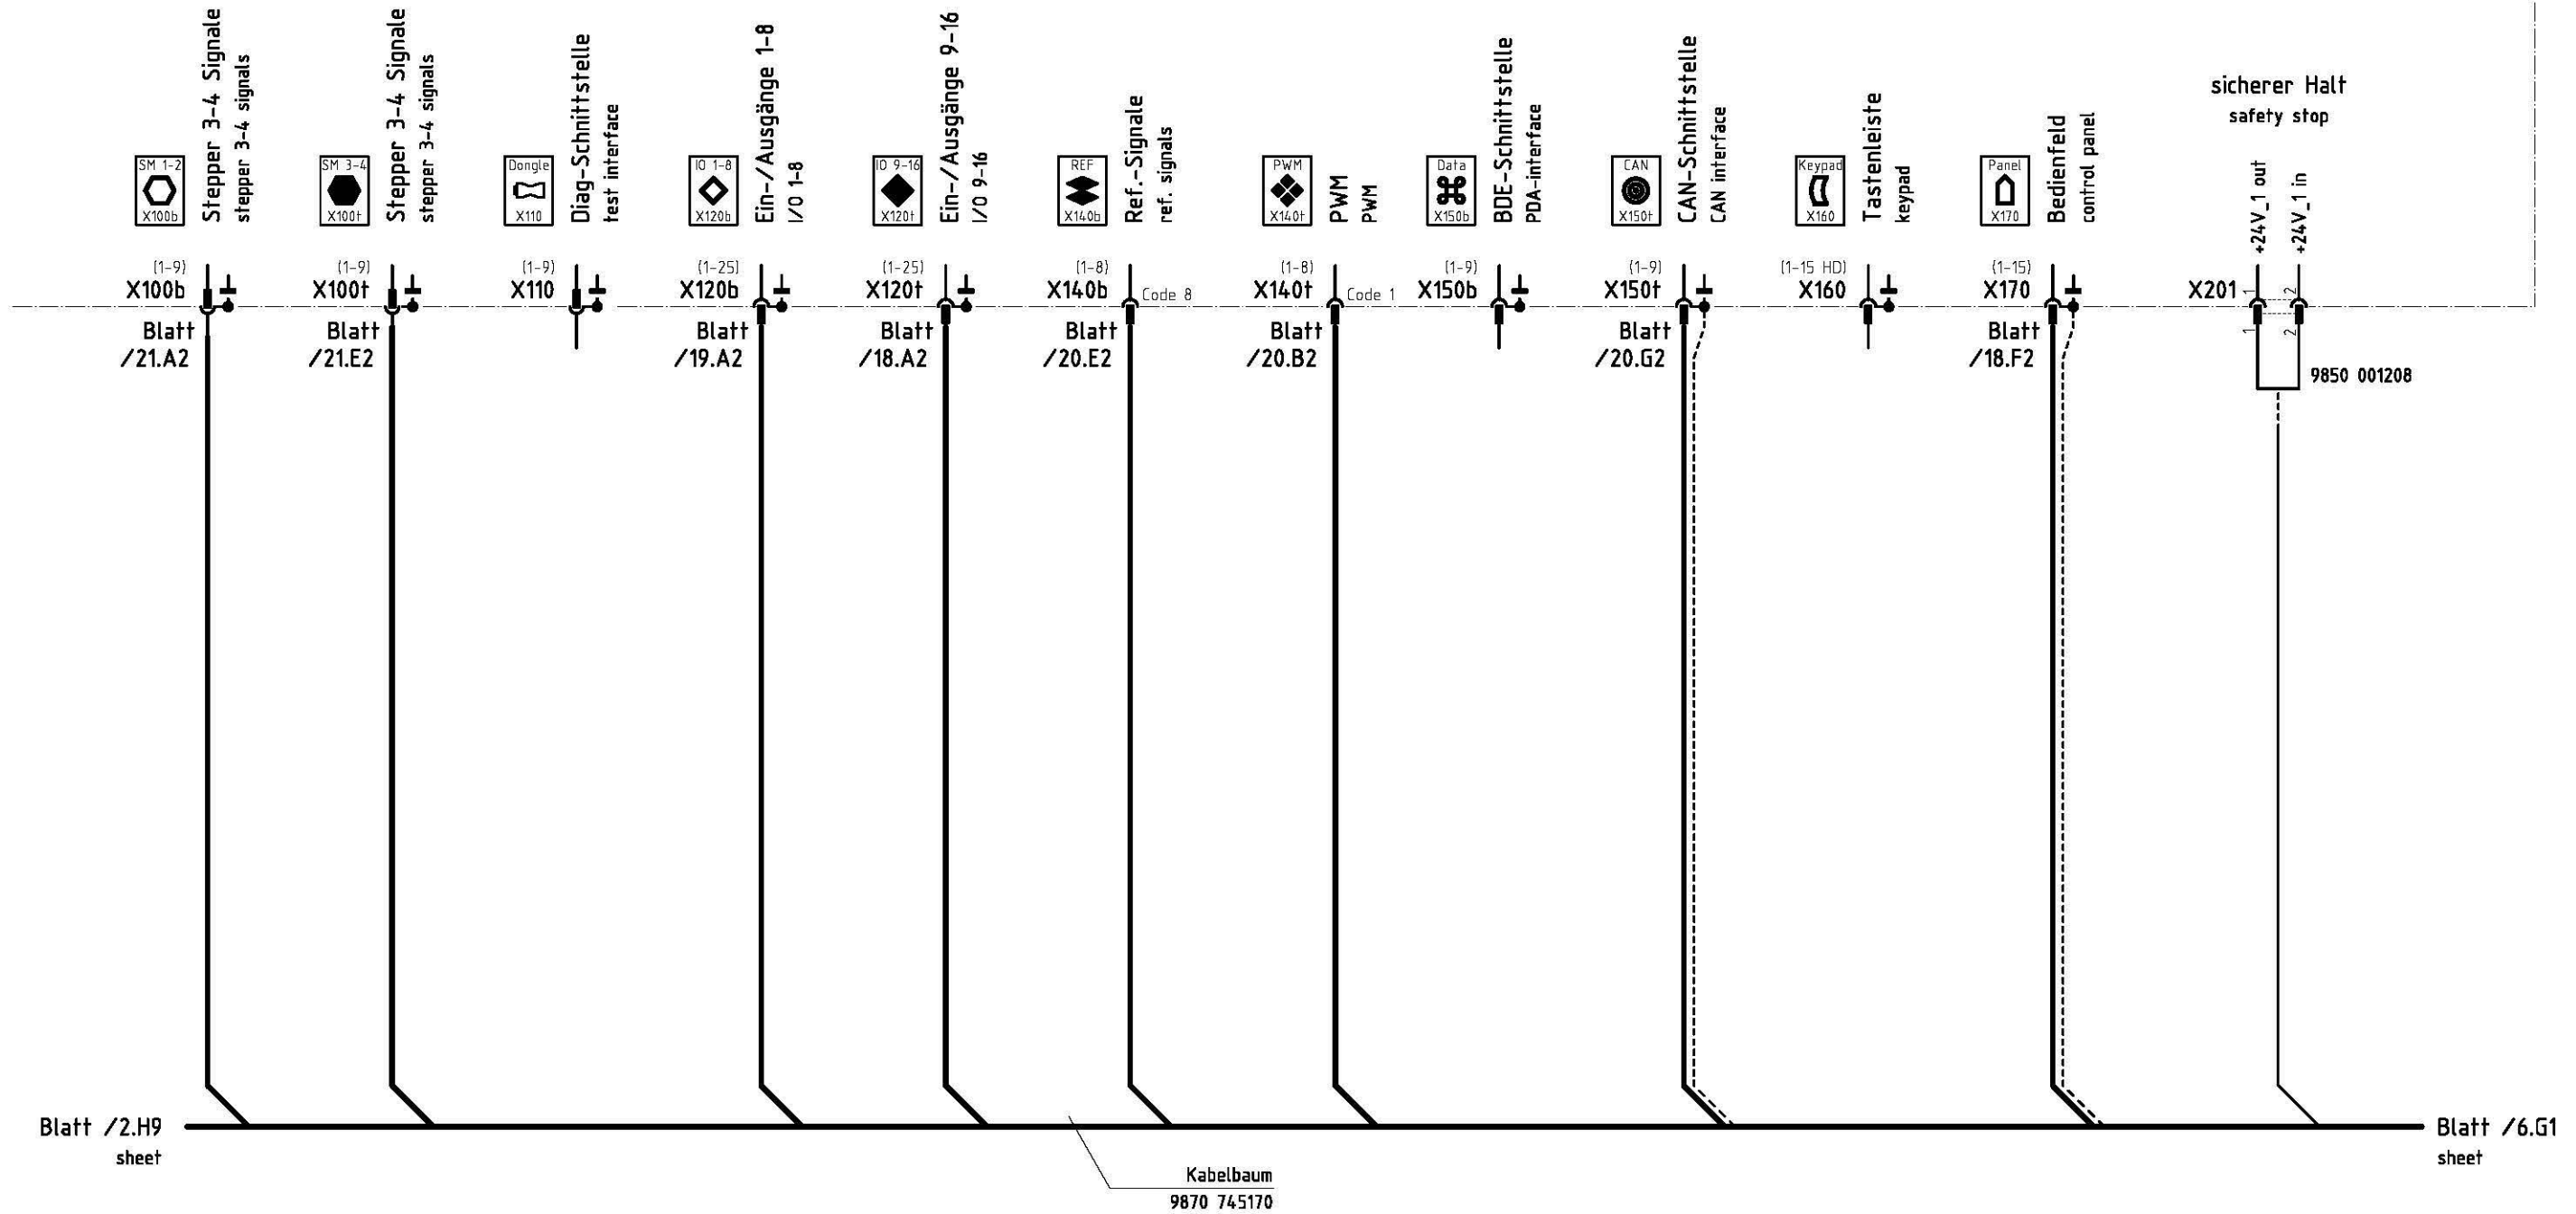 SM 1-2
X100b
Stepper 3-4 Signale
stepper 3-4 signals
SM 3-4
X100t
Stepper 3-4 Signale
stepper 3-4 signals
Dongle
X110
Diag-Schnittstelle
test interface
IO 1-8
X120b
Ein-/Ausgänge 1-8
I/O 1-8
IO 9-16
X120t
Ein-/Ausgänge 9-16
I/O 9-16
REF
X140b
Ref.-Signale
ref. signals
PWM
X140t
PWM
PWM
Data
X150b
BDE-Schnittstelle
PDA-interface
CAN
X150t
CAN-Schnittstelle
CAN interface
Keypad
X160
Tastenleiste
keypad
Panel
X170
Bedienfeld
control panel
sicherer Halt
safety stop
+24V_1 out
+24V_1 in
(1-9)
X100b
Blatt
/21.A2
(1-9)
X100t
Blatt
/21.E2
(1-9)
X110
(1-25)
X120b
Blatt
/19.A2
(1-25)
X120t
Blatt
/18.A2
(1-8)
X140b
Code 8
Blatt
/20.E2
(1-8)
X140t
Code 1
Blatt
/20.B2
(1-9)
X150b
(1-9)
X150t
Blatt
/20.G2
(1-15 HD)
X160
(1-15)
X170
Blatt
/18.F2
X201
1
2
1
2
9850 001208
Blatt /2.H9
sheet
Kabelbaum
9870 745170
Blatt /6.G1
sheet